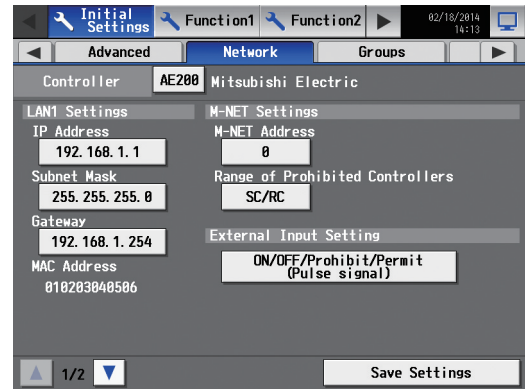 Initial Settings
Function1
Function2
02/18/2014
14:13
Advanced
Network
Groups
Controller
AE200
Mitsubishi Electric
LAN1 Settings
IP Address
192.168.1.1
Subnet Mask
255.255.255.0
Gateway
192.168.1.254
MAC Address
010203040506
M-NET Settings
M-NET Address
0
Range of Prohibited Controllers
SC/RC
External Input Setting
ON/OFF/Prohibit/Permit
(Pulse signal)
1/2
Save Settings